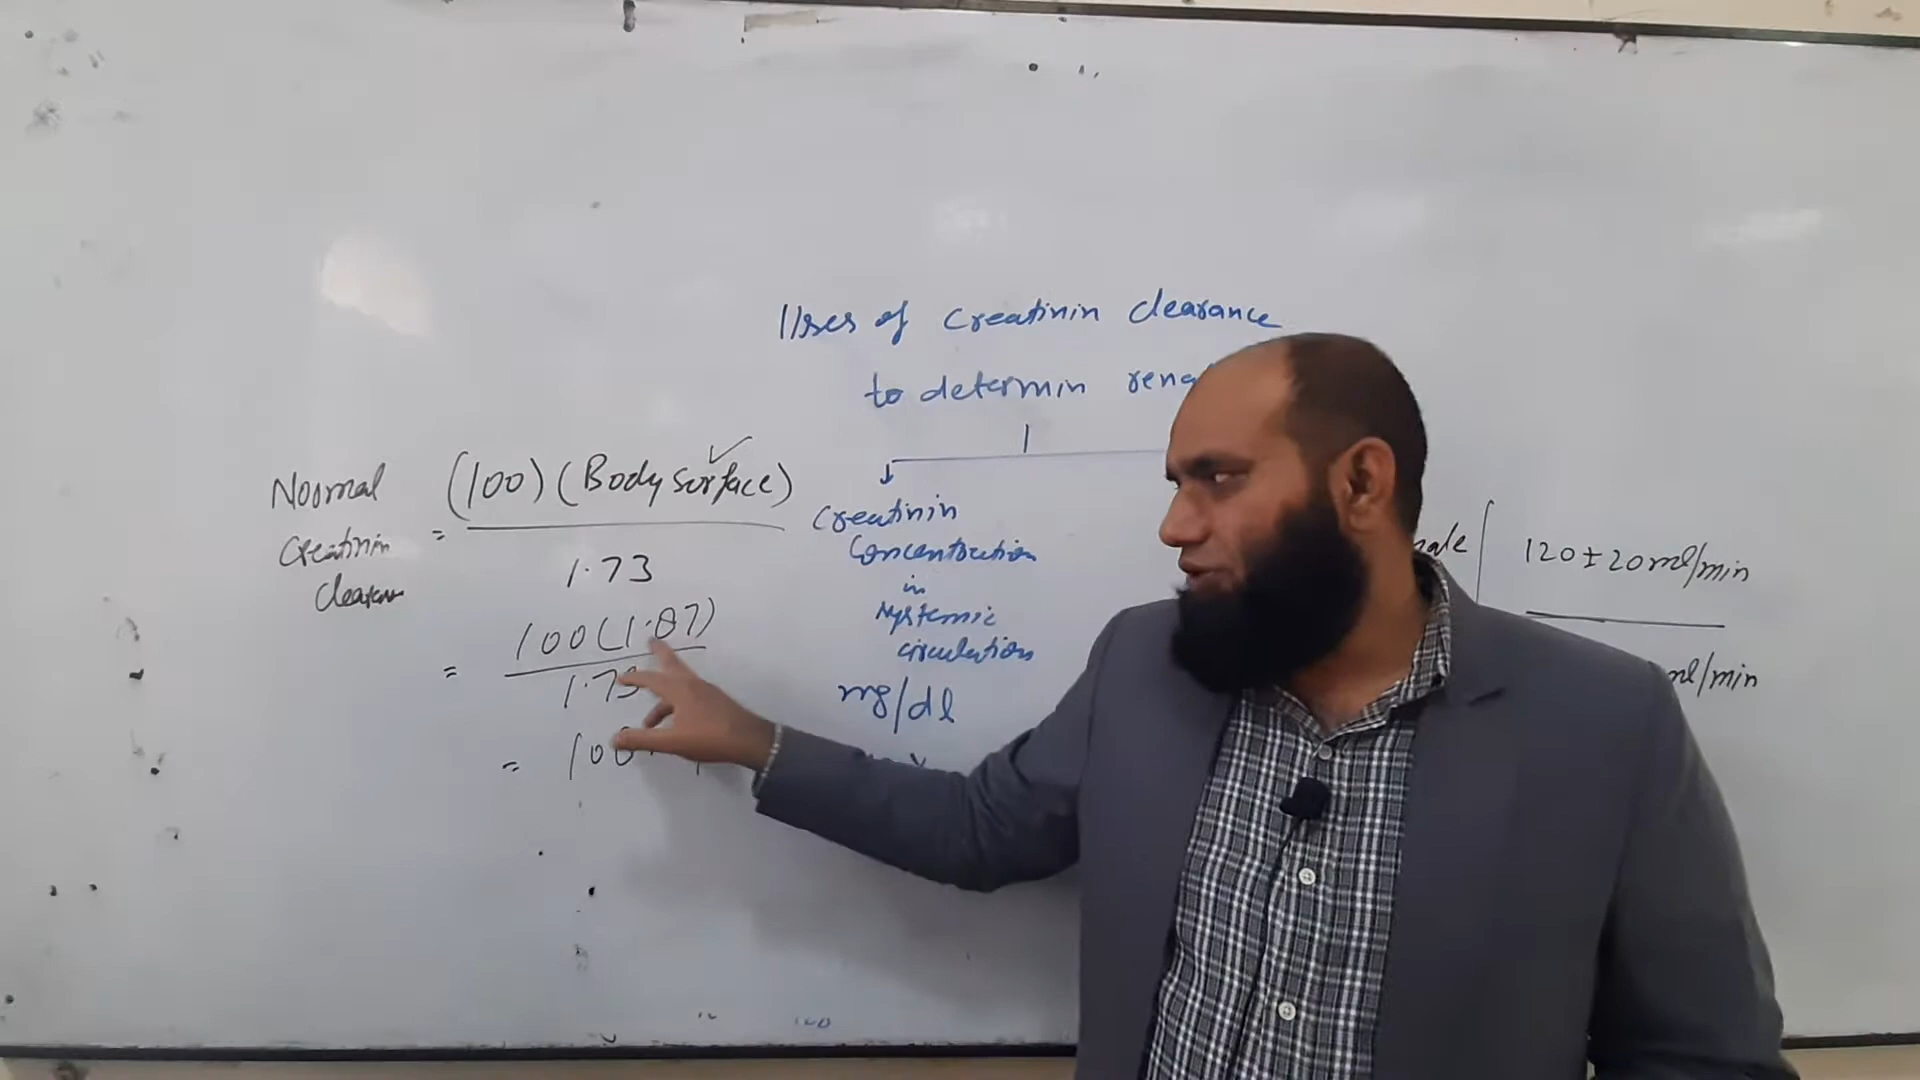 Uses of Creatinin Clearance
to determin
Normal
Creatinin
= (100) (Body surface)
1.73
= 100 (1.87)
1.73
= 100
Creatinin
Concentration
in
systemic
circulation
mg/dl
120 ± 20 ml/min
ml/min